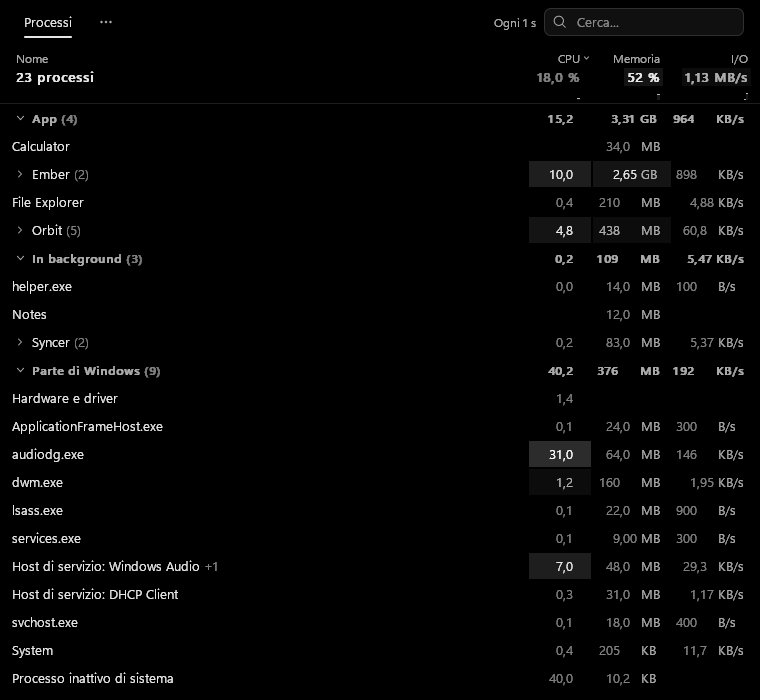 Processi ···
Ogni 1 s
Cerca...
Nome CPU Memoria I/O
23 processi 18,0 % 52 % 1,13 MB/s
App (4) 15,2 3,31 GB 964 KB/s
Calculator 34,0 MB
Ember (2) 10,0 2,65 GB 898 KB/s
File Explorer 0,4 210 MB 4,88 KB/s
Orbit (5) 4,8 438 MB 60,8 KB/s
In background (3) 0,2 109 MB 5,47 KB/s
helper.exe 0,0 14,0 MB 100 B/s
Notes 12,0 MB
Syncer (2) 0,2 83,0 MB 5,37 KB/s
Parte di Windows (9) 40,2 376 MB 192 KB/s
Hardware e driver 1,4
ApplicationFrameHost.exe 0,1 24,0 MB 300 B/s
audiodg.exe 31,0 64,0 MB 146 KB/s
dwm.exe 1,2 160 MB 1,95 KB/s
lsass.exe 0,1 22,0 MB 900 B/s
services.exe 0,1 9,00 MB 300 B/s
Host di servizio: Windows Audio +1 7,0 48,0 MB 29,3 KB/s
Host di servizio: DHCP Client 0,3 31,0 MB 1,17 KB/s
svchost.exe 0,1 18,0 MB 400 B/s
System 0,4 205 KB 11,7 KB/s
Processo inattivo di sistema 40,0 10,2 KB